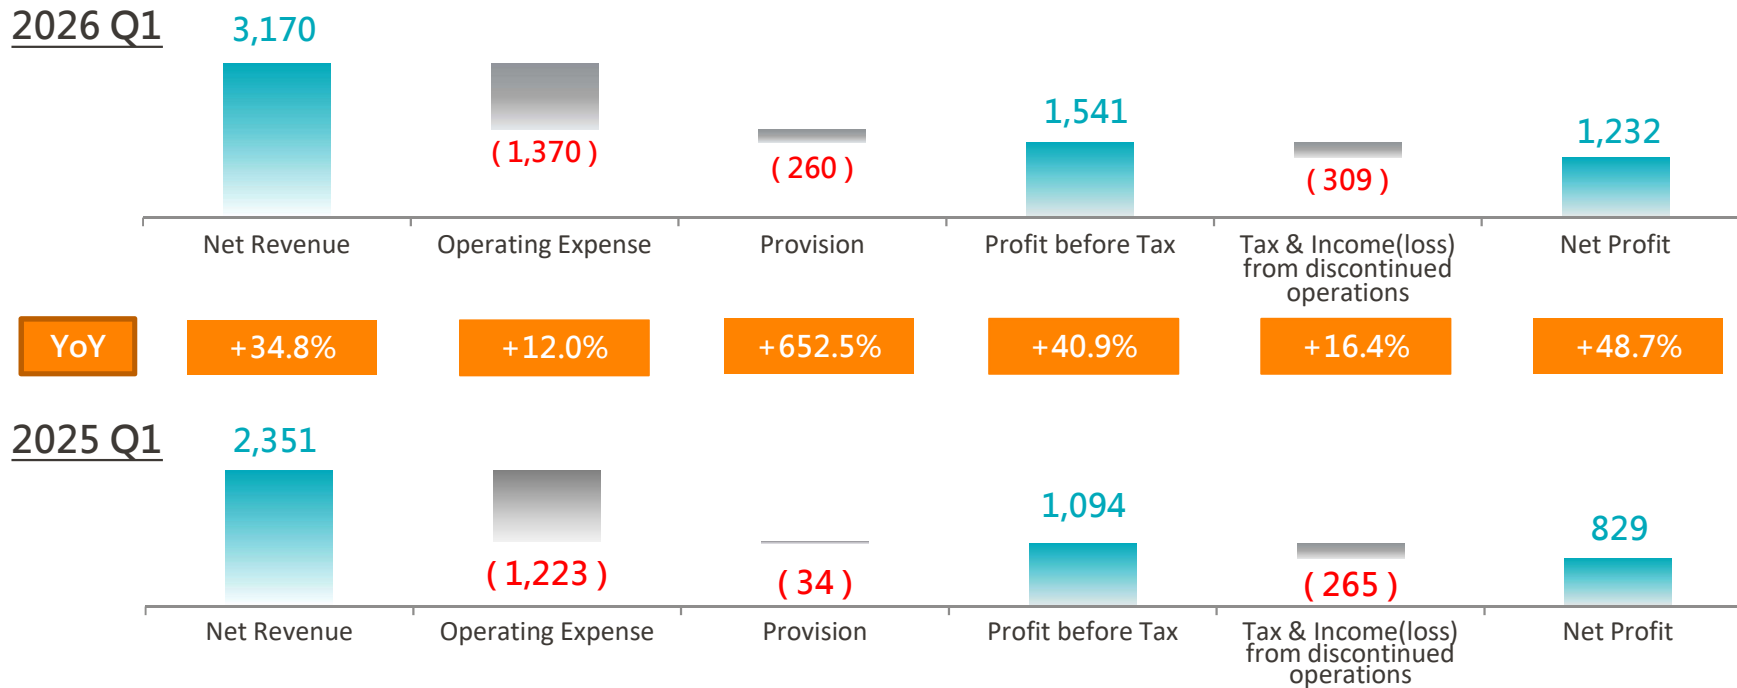 2026 Q1
3,170
( 1,370 )
( 260 )
1,541
( 309 )
1,232
Net Revenue
Operating Expense
Provision
Profit before Tax
Tax & Income(loss)
from discontinued
operations
Net Profit
YoY
+34.8%
+12.0%
+652.5%
+40.9%
+16.4%
+48.7%
2025 Q1
2,351
( 1,223 )
( 34 )
1,094
( 265 )
829
Net Revenue
Operating Expense
Provision
Profit before Tax
Tax & Income(loss)
from discontinued
operations
Net Profit